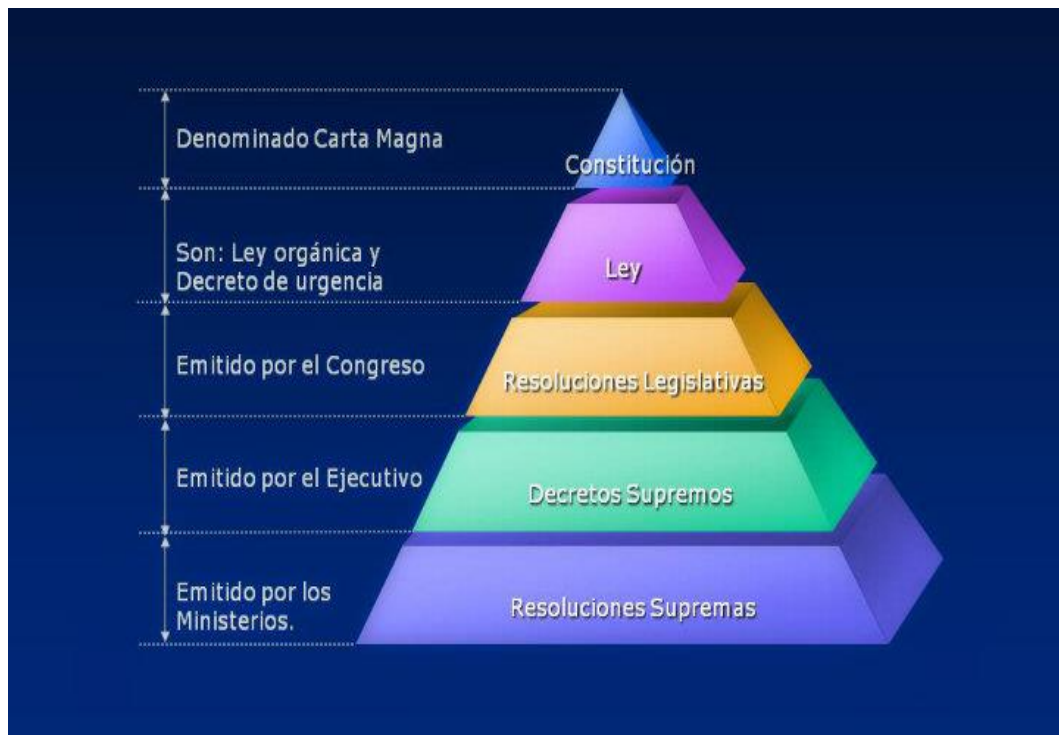 Denominado Carta Magna
Constitución
Son: Ley orgánica y
Decreto de urgencia
Ley
Emitido por el Congreso
Resoluciones Legislativas
Emitido por el Ejecutivo
Decretos Supremos
Emitido por los
Ministerios.
Resoluciones Supremas